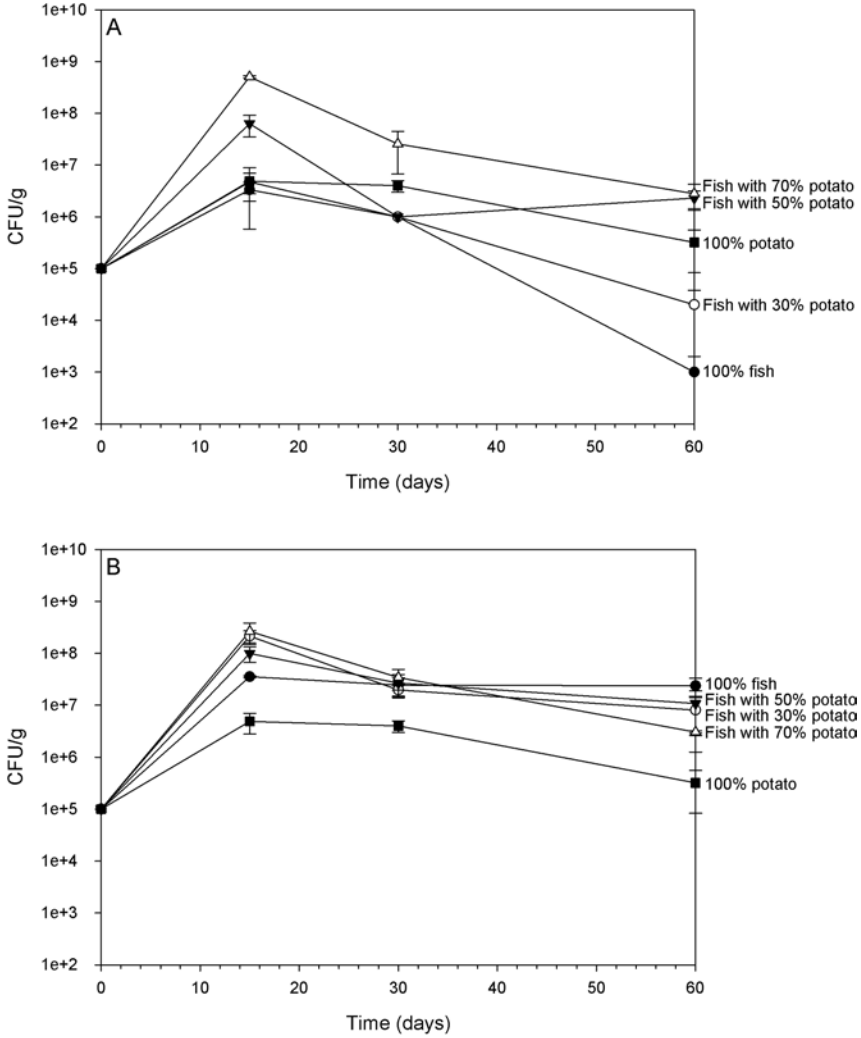 A
1e+10
1e+9
1e+8
1e+7
1e+6
1e+5
1e+4
1e+3
1e+2
CFU/g
Fish with 70% potato
Fish with 50% potato
100% potato
Fish with 30% potato
100% fish
0 10 20 30 40 50 60
Time (days)
B
1e+10
1e+9
1e+8
1e+7
1e+6
1e+5
1e+4
1e+3
1e+2
CFU/g
100% fish
Fish with 50% potato
Fish with 30% potato
Fish with 70% potato
100% potato
0 10 20 30 40 50 60
Time (days)